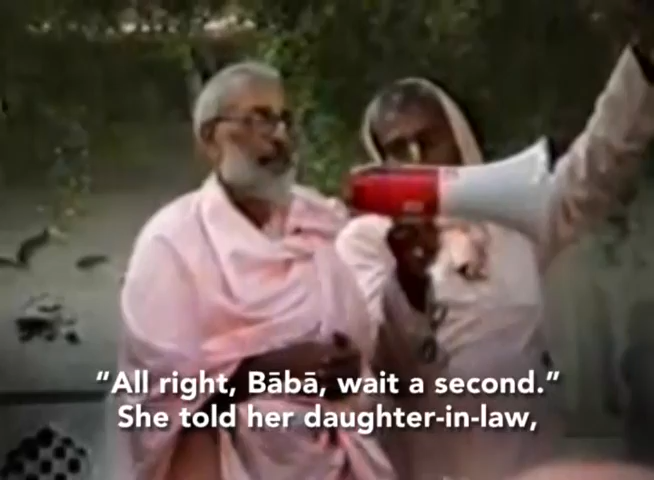 “All right, Bābā, wait a second.”
She told her daughter-in-law,